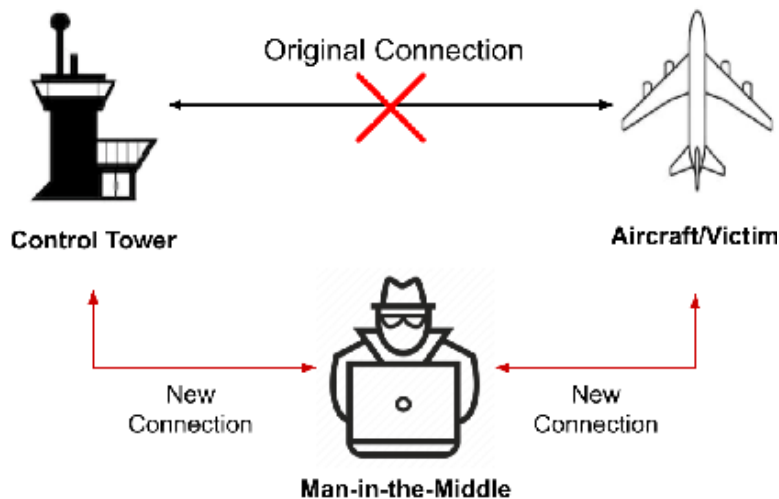 Original Connection
Control Tower
Aircraft/Victim
New
Connection
New
Connection
Man-in-the-Middle